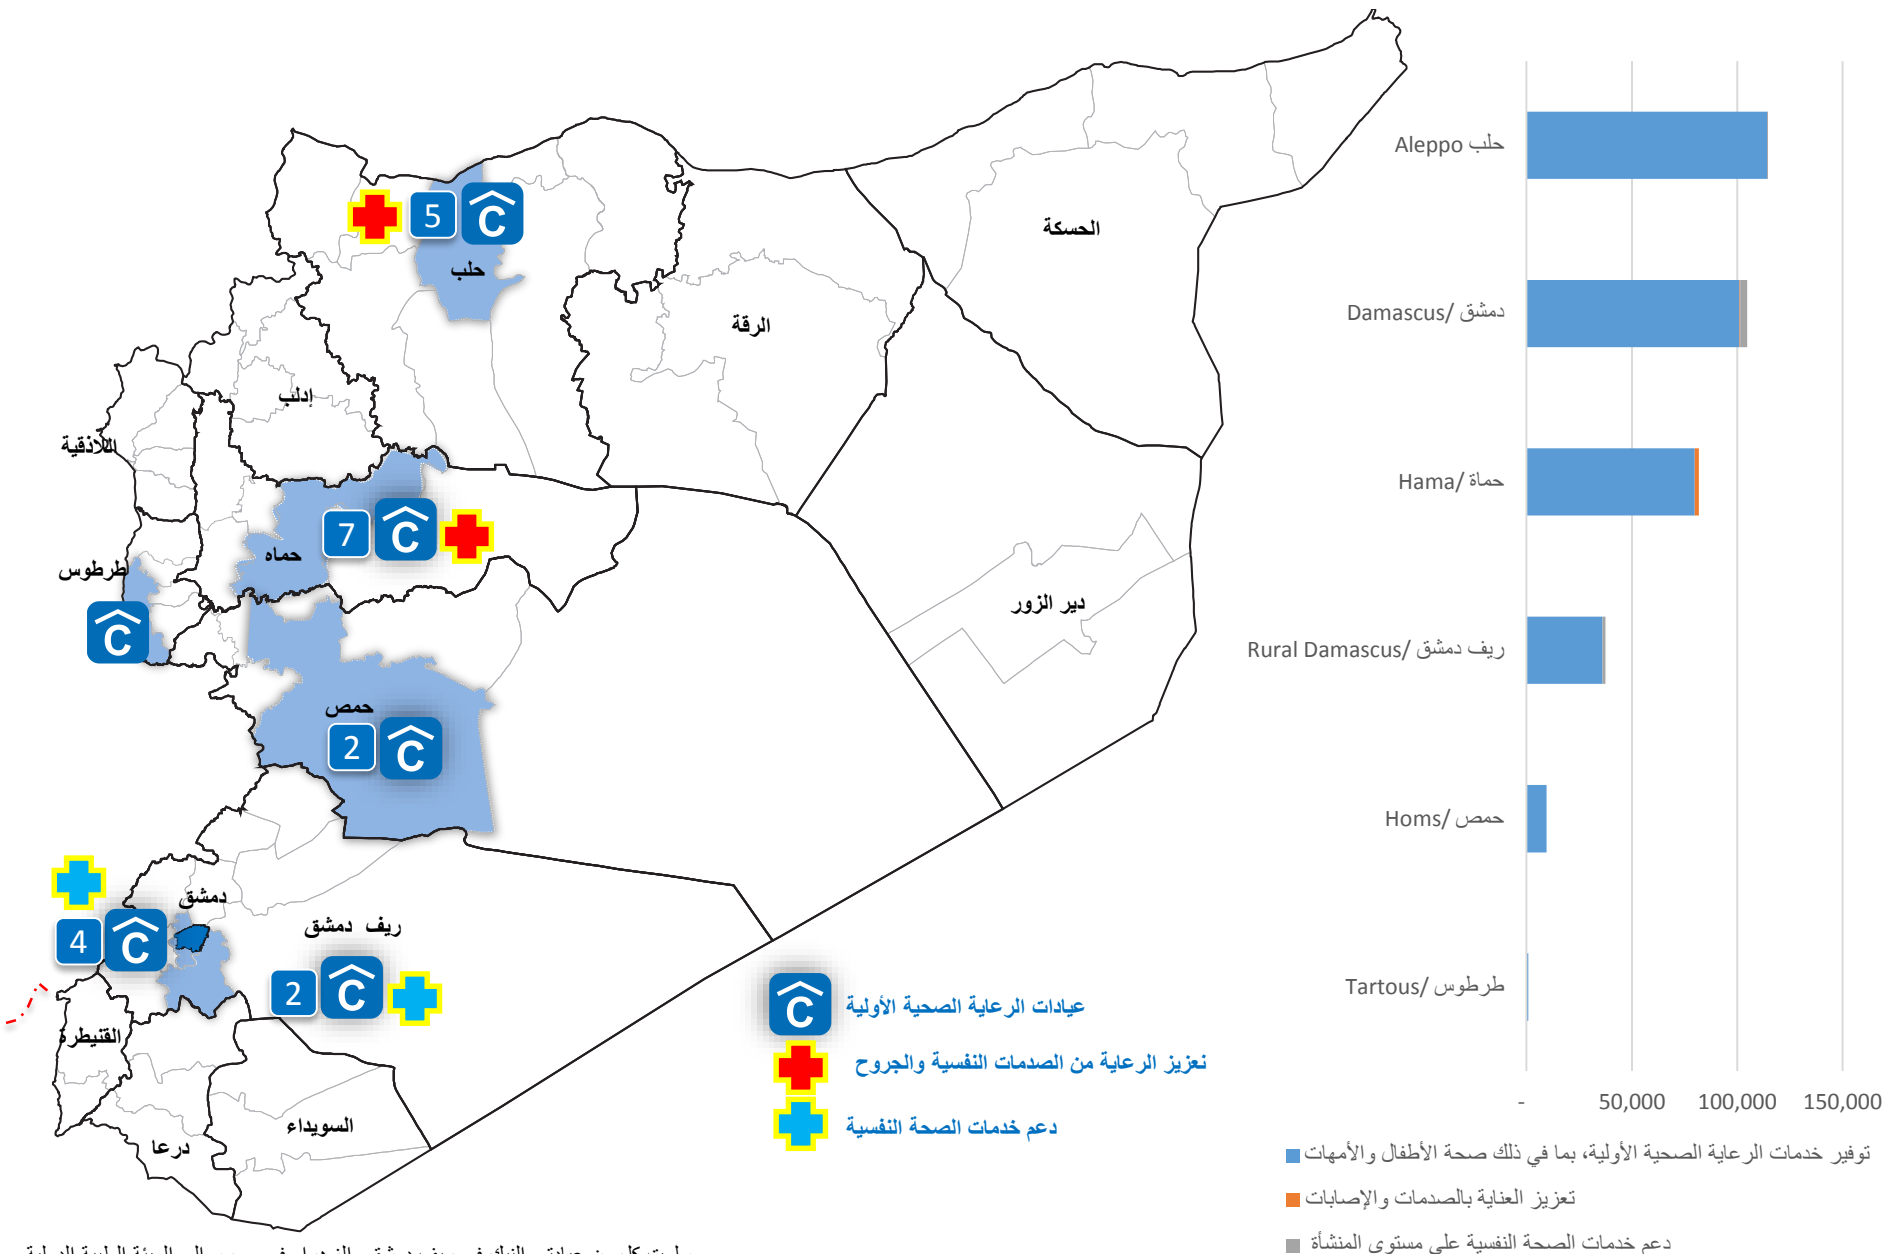 5
حلب
الحسكة
الرقة
إدلب
اللاذقية
7
حماه
طرطوس
دير الزور
حمص
2
دمشق
4
ريف دمشق
2
القنيطرة
السويداء
درعا
عيادات الرعاية الصحية الأولية
تعزيز الرعاية من الصدمات النفسية والجروح
دعم خدمات الصحة النفسية
حلب Aleppo
دمشق /Damascus
حماة /Hama
ريف دمشق /Rural Damascus
حمص /Homs
طرطوس /Tartous
- 50,000 100,000 150,000
توفير خدمات الرعاية الصحية الأولية، بما في ذلك صحة الأطفال والأمهات
تعزيز العناية بالصدمات والإصابات
دعم خدمات الصحة النفسية على مستوى المنشأة